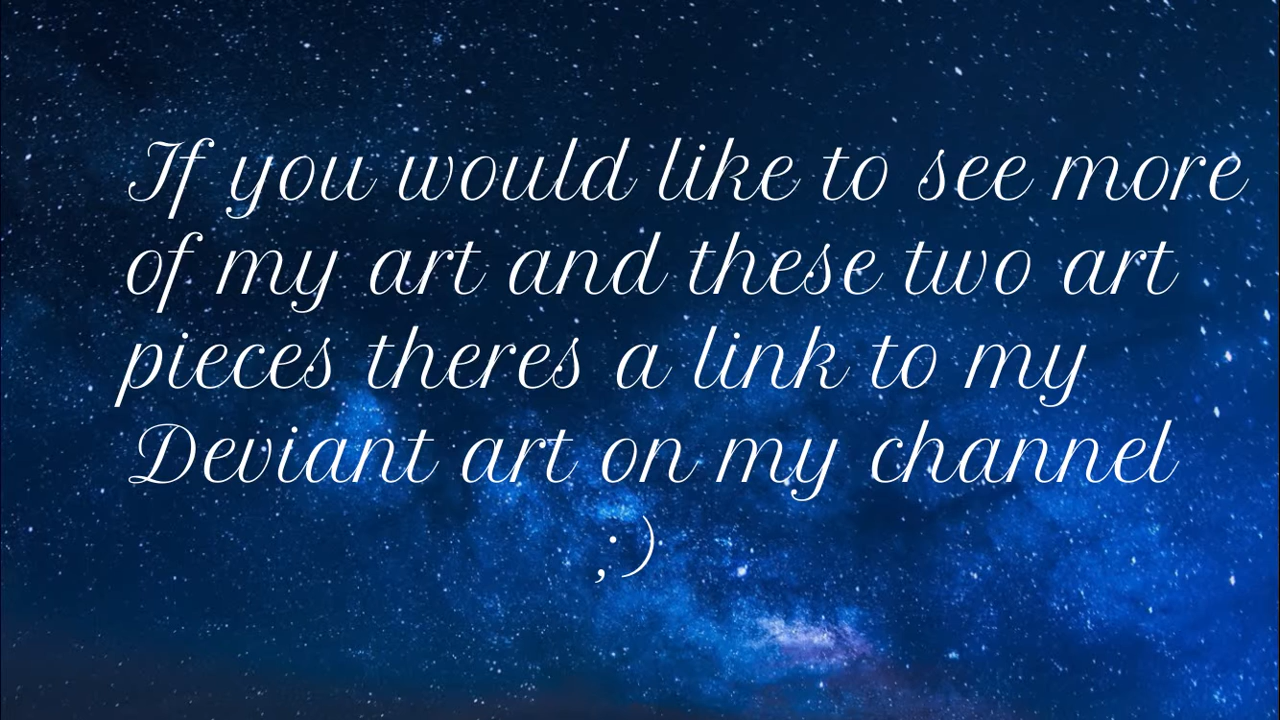 If you would like to see more
of my art and these two art
pieces theres a link to my
Deviant art on my channel
;)